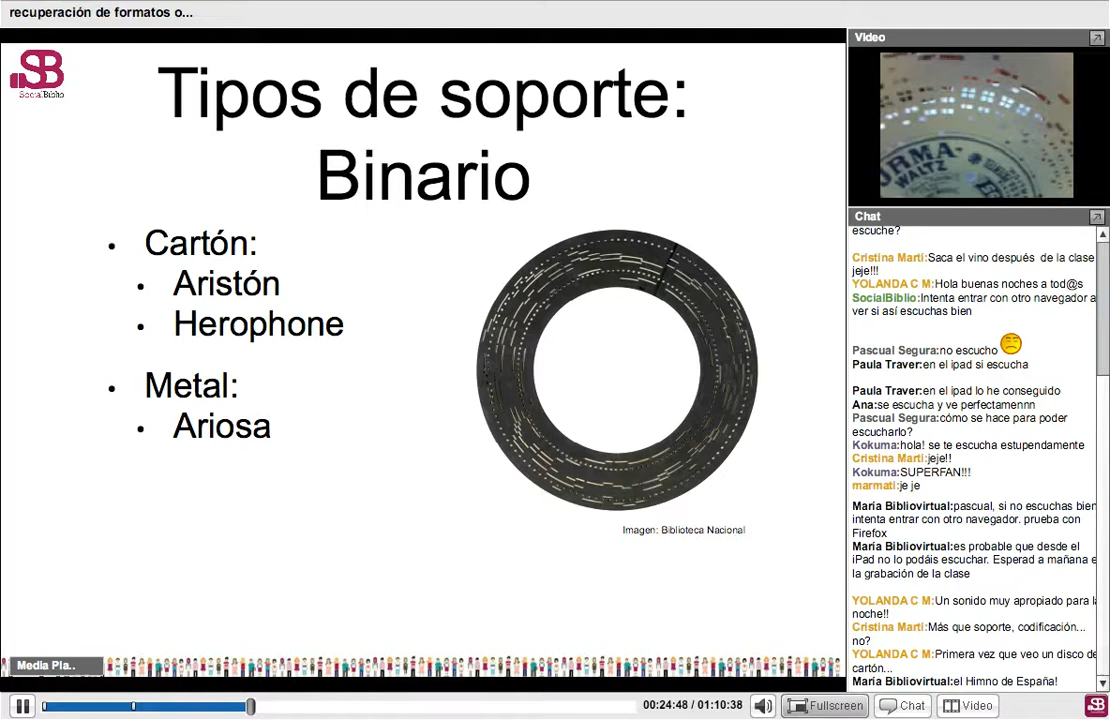 recuperación de formatos o...
SB
SocialBiblio
Tipos de soporte:
Binario
• Cartón:
• Aristón
• Herophone
• Metal:
• Ariosa
Imagen: Biblioteca Nacional
Media Pla..
Video
URMA-
WALTZ
Chat
escuche?
Cristina Marti:Saca el vino después de la clase
jeje!!!
YOLANDA C M:Hola buenas noches a tod@s
SocialBiblio:Intenta entrar con otro navegador a
ver si así escuchas bien
Pascual Segura:no escucho
Paula Traver:en el ipad si escucha
Paula Traver:en el ipad lo he conseguido
Ana:se escucha y ve perfectamennn
Pascual Segura:cómo se hace para poder
escucharlo?
Kokuma:hola! se te escucha estupendamente
Cristina Marti:jeje!!
Kokuma:SUPERFAN!!!
marmati:je je
María Bibliovirtual:pascual, si no escuchas bien
intenta entrar con otro navegador. prueba con
Firefox
María Bibliovirtual:es probable que desde el
iPad no lo podáis escuchar. Esperad a mañana e
la grabación de la clase
YOLANDA C M:Un sonido muy apropiado para la
noche!!
Cristina Marti:Más que soporte, codificación...
no?
YOLANDA C M:Primera vez que veo un disco de
cartón...
María Bibliovirtual:el Himno de España!
00:24:48 / 01:10:38
Fullscreen
Chat
Video
SB